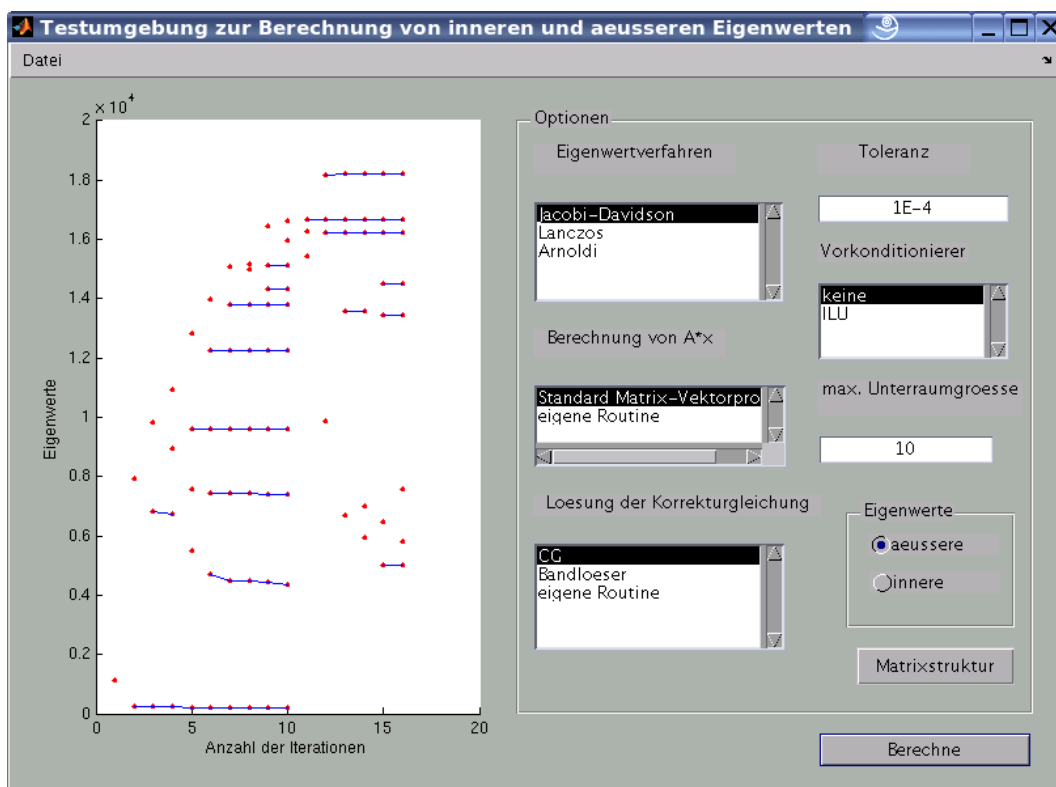 Testumgebung zur Berechnung von inneren und aeusseren Eigenwerten
Datei
× 10^4
2
1.8
1.6
1.4
1.2
1
0.8
0.6
0.4
0.2
0
Eigenwerte
0 5 10 15 20
Anzahl der Iterationen
Optionen
Eigenwertverfahren
Jacobi-Davidson
Lanczos
Arnoldi
Berechnung von A*x
Standard Matrix-Vektorpro
eigene Routine
Loesung der Korrekturgleichung
CG
Bandloeser
eigene Routine
Toleranz
1E-4
Vorkonditionierer
keine
ILU
max. Unterraumgroesse
10
Eigenwerte
aeussere
innere
Matrixstruktur
Berechne